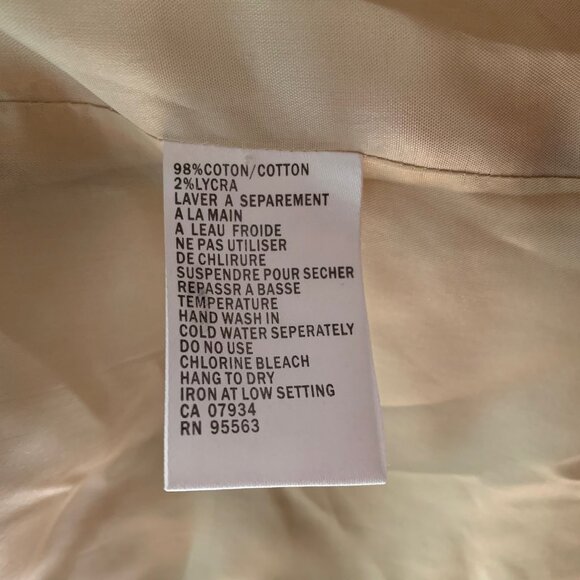 98%COTON/COTTON
2%LYCRA
LAVER A SEPAREMENT
A LA MAIN
A LEAU FROIDE
NE PAS UTILISER
DE CHLIRURE
SUSPENDRE POUR SECHER
REPASSR A BASSE
TEMPERATURE
HAND WASH IN
COLD WATER SEPERATELY
DO NO USE
CHLORINE BLEACH
HANG TO DRY
IRON AT LOW SETTING
CA 07934
RN 95563